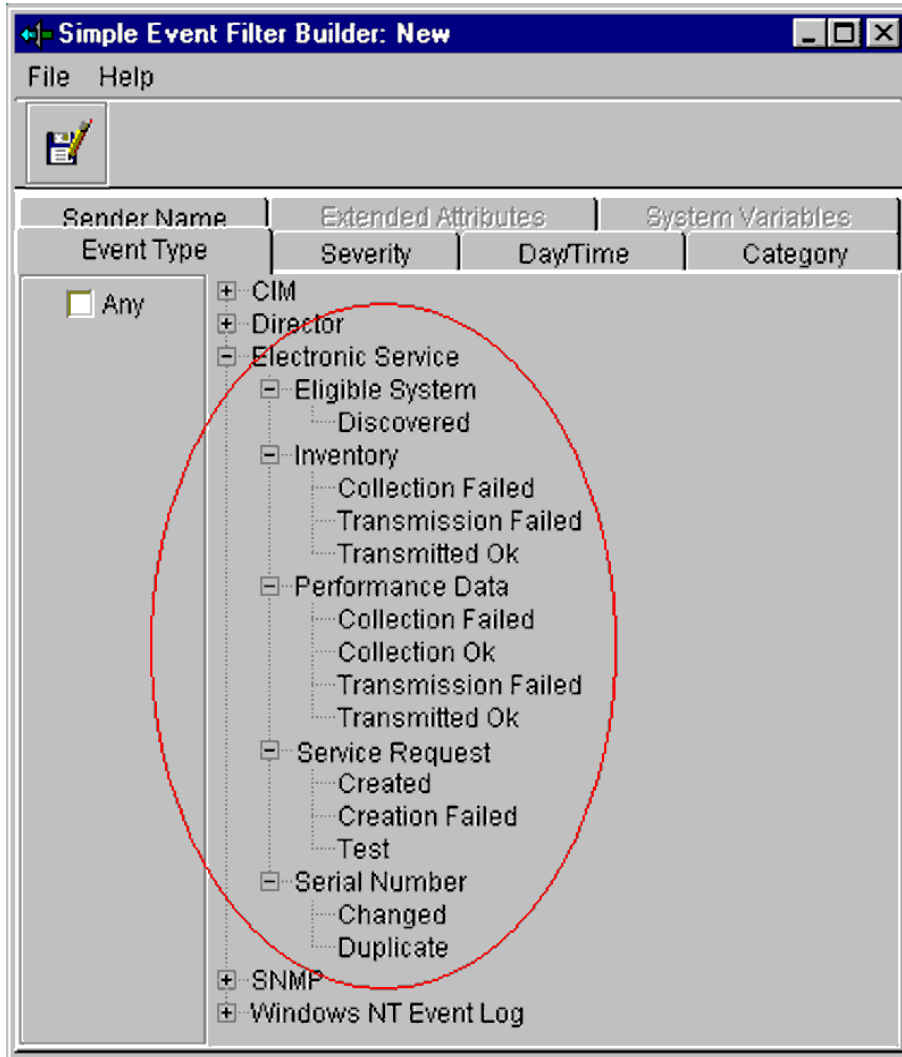 Simple Event Filter Builder: New
File Help
Sender Name Extended Attributes System Variables
Event Type Severity Day/Time Category
Any
CIM
Director
Electronic Service
Eligible System
Discovered
Inventory
Collection Failed
Transmission Failed
Transmitted Ok
Performance Data
Collection Failed
Collection Ok
Transmission Failed
Transmitted Ok
Service Request
Created
Creation Failed
Test
Serial Number
Changed
Duplicate
SNMP
Windows NT Event Log